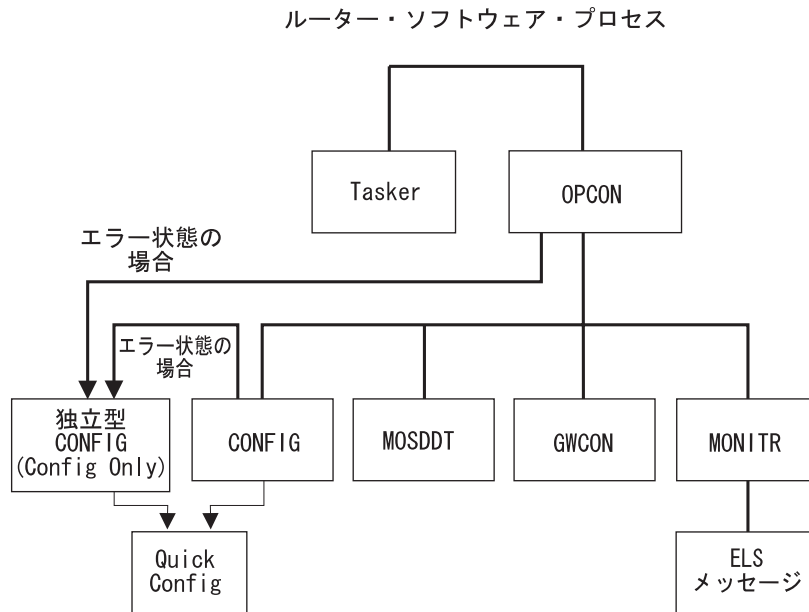 ルーター・ソフトウェア・プロセス
Tasker
OPCON
エラー状態の
場合
エラー状態の
場合
独立型
CONFIG
(Config Only)
CONFIG
MOSDDT
GWCON
MONITR
Quick
Config
ELS
メッセージ